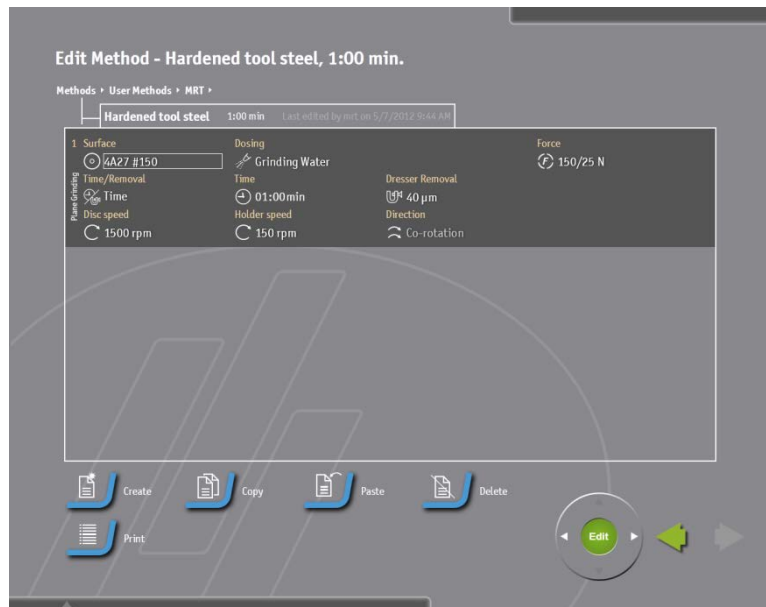 Edit Method - Hardened tool steel, 1:00 min.
Methods ▸ User Methods ▸ MRT ▸
Hardened tool steel 1:00 min Last edited by mrt on 5/7/2012 9:44 AM
1 Surface Dosing Force
4A27 #150 Grinding Water 150/25 N
Plane Grinding
Time/Removal Time Dresser Removal
Time 01:00min 40 µm
Disc speed Holder speed Direction
1500 rpm 150 rpm Co-rotation
Create Copy Paste Delete
Print
Edit